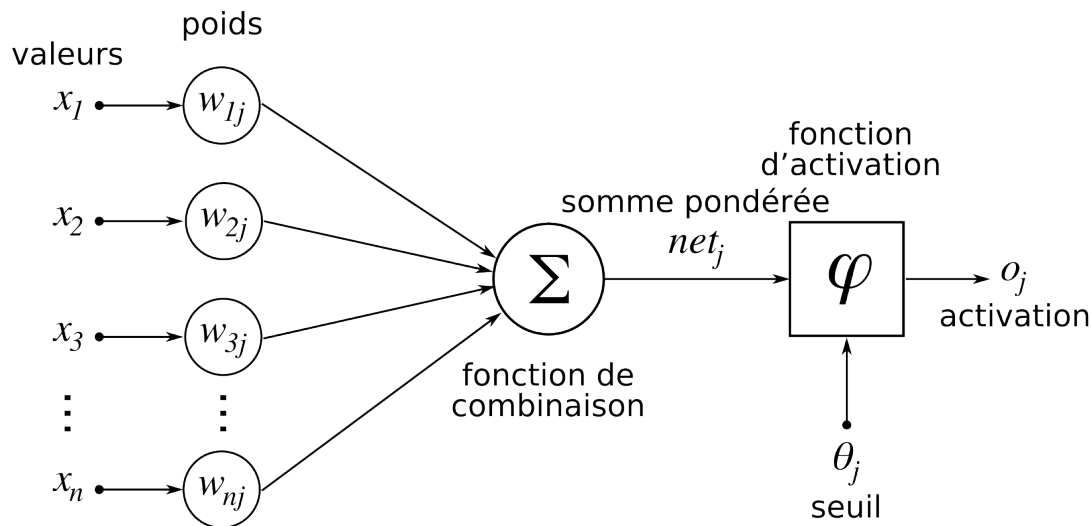 poids
valeurs
x1 w1j
fonction
d’activation
x2 w2j
somme pondérée
netj
Σ φ oj
activation
x3 w3j
fonction de
combinaison
⋮ ⋮
θj
xn wnj
seuil